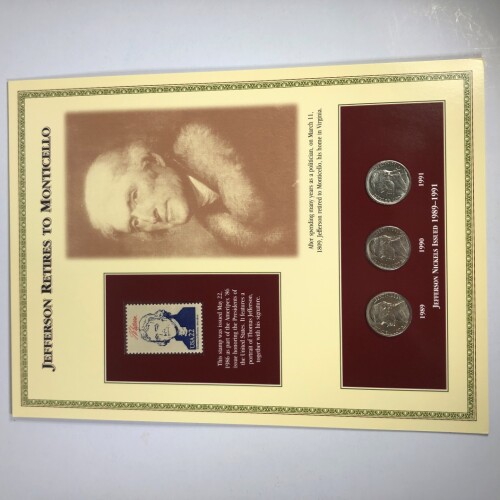 JEFFERSON RETIRES TO MONTICELLO
After spending many years as a politician, on March 11,
1809, Jefferson retired to Monticello, his home in Virginia.
USA 22
This stamp was issued May 22,
1986 as part of the Ameripex '86
issue honoring the Presidents of
the United States. It features a
portrait of Thomas Jefferson,
together with his signature.
1989
1990
1991
JEFFERSON NICKELS ISSUED 1989-1991